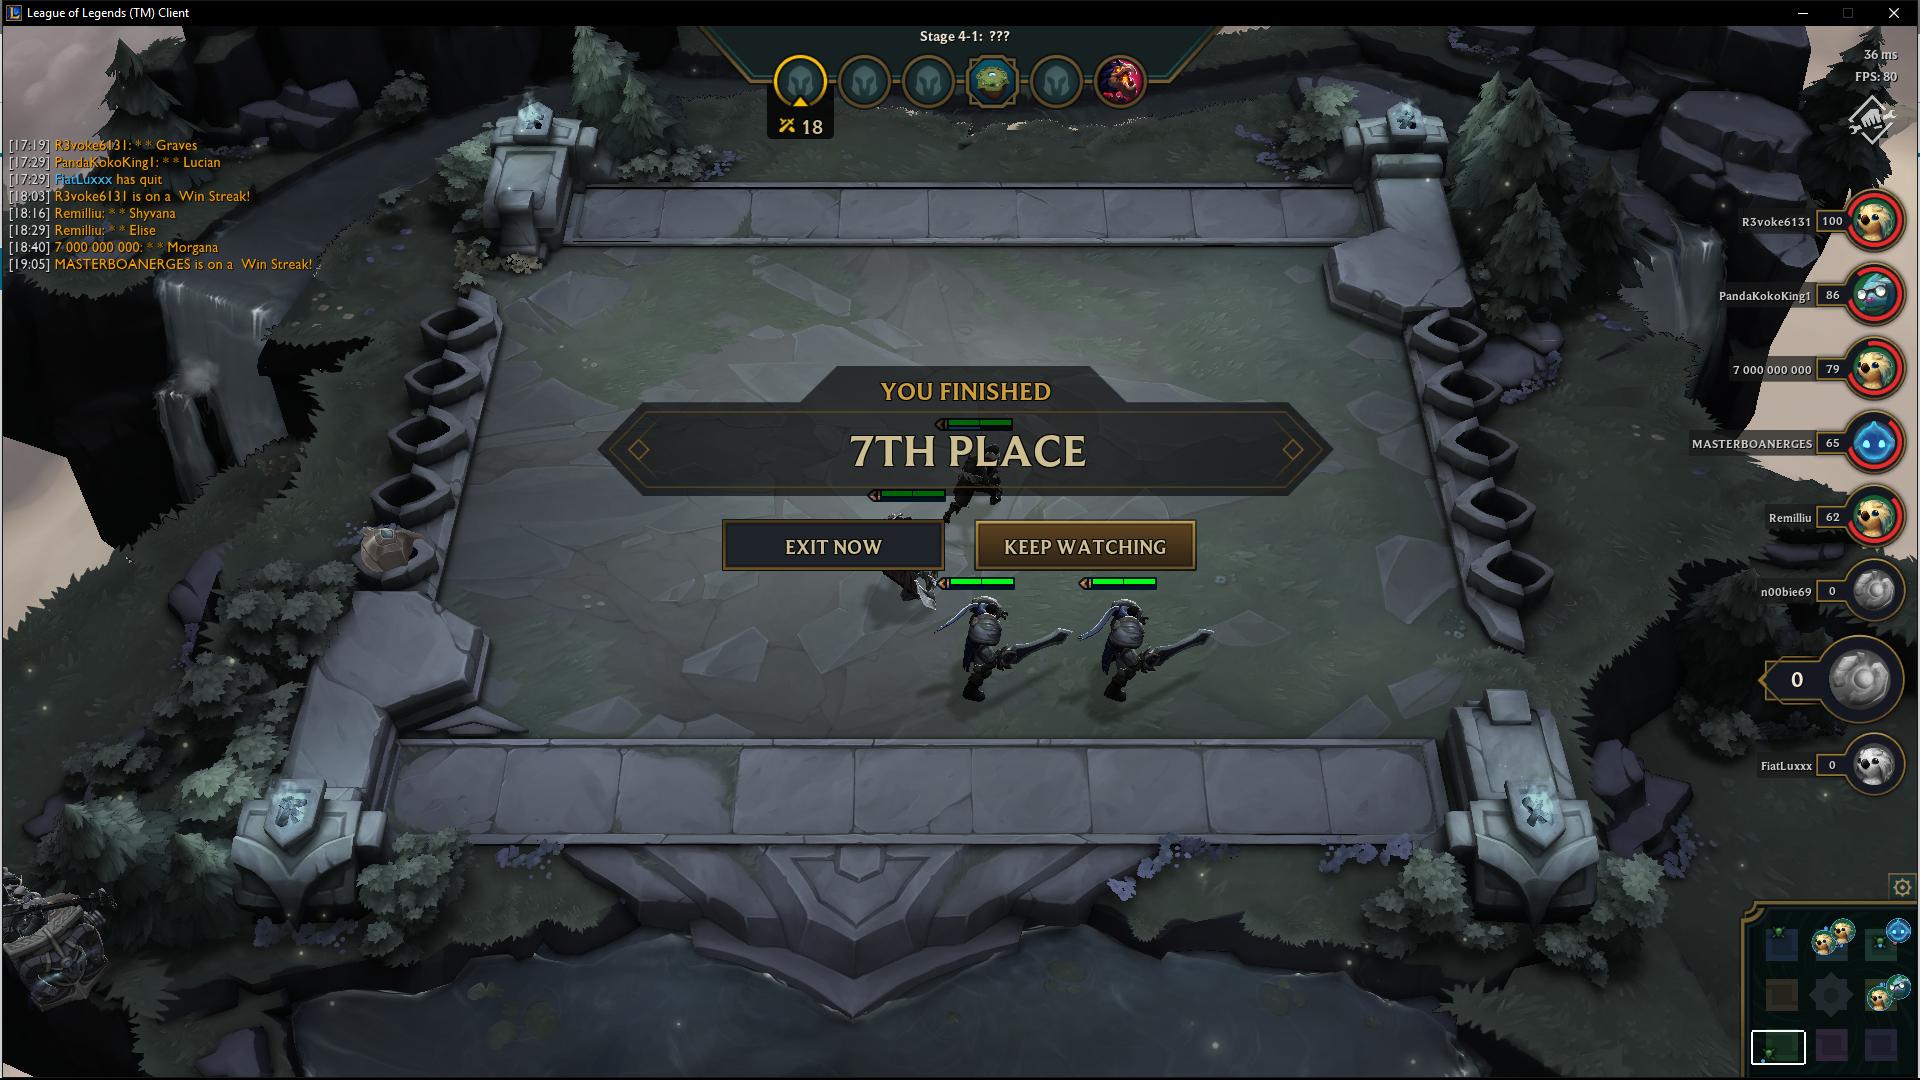 League of Legends (TM) Client
Stage 4-1: ???
18
36 ms
FPS: 80
[17:19] R3voke6131: * * Graves
[17:29] PandaKokoKing1: * * Lucian
[17:29] FiatLuxxx has quit
[18:03] R3voke6131 is on a Win Streak!
[18:16] Remilliu: * * Shyvana
[18:29] Remilliu: * * Elise
[18:40] 7 000 000 000: * * Morgana
[19:05] MASTERBOANERGES is on a Win Streak!
YOU FINISHED
7TH PLACE
EXIT NOW
KEEP WATCHING
R3voke6131 100
PandaKokoKing1 86
7 000 000 000 79
MASTERBOANERGES 65
Remilliu 62
n00bie69 0
0
FiatLuxxx 0